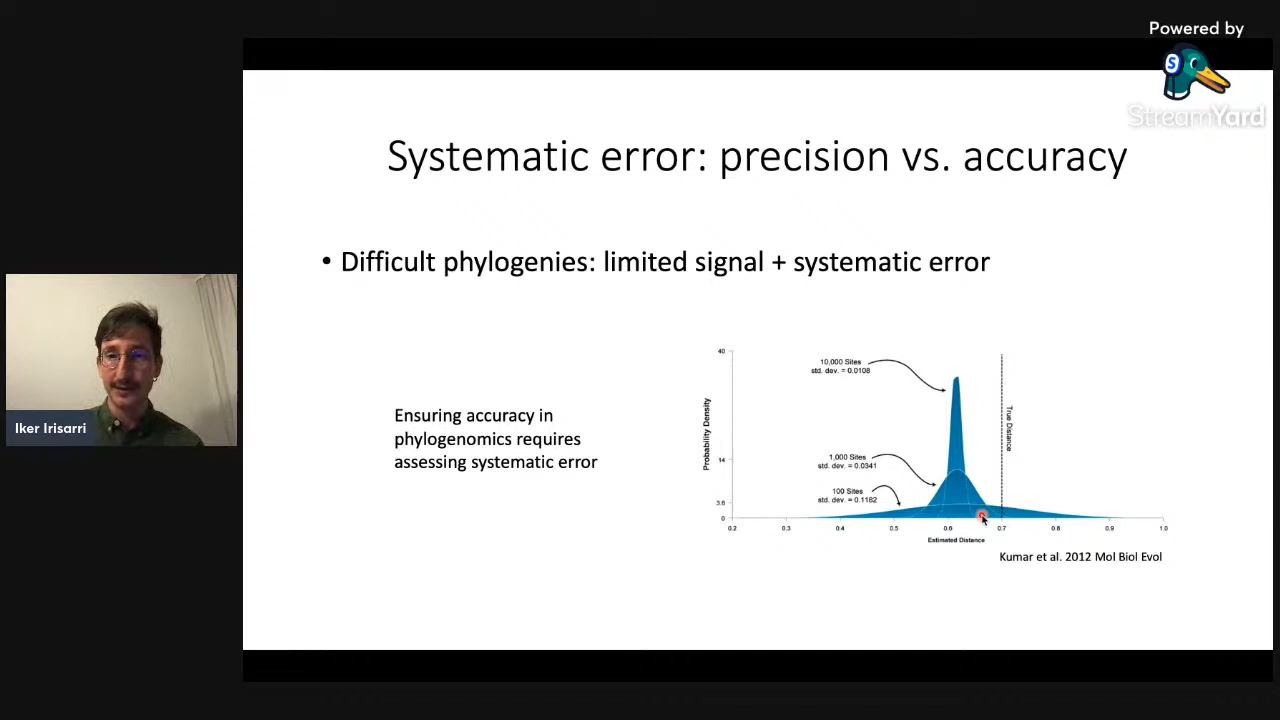 Powered by
StreamYard
Systematic error: precision vs. accuracy
• Difficult phylogenies: limited signal + systematic error
Ensuring accuracy in
phylogenomics requires
assessing systematic error
40
14
3.6
0
Probability Density
10,000 Sites
std. dev. = 0.0108
1,000 Sites
std. dev. = 0.0341
100 Sites
std. dev. = 0.1182
True Distance
0.2 0.3 0.4 0.5 0.6 0.7 0.8 0.9 1.0
Estimated Distance
Kumar et al. 2012 Mol Biol Evol
Iker Irisarri